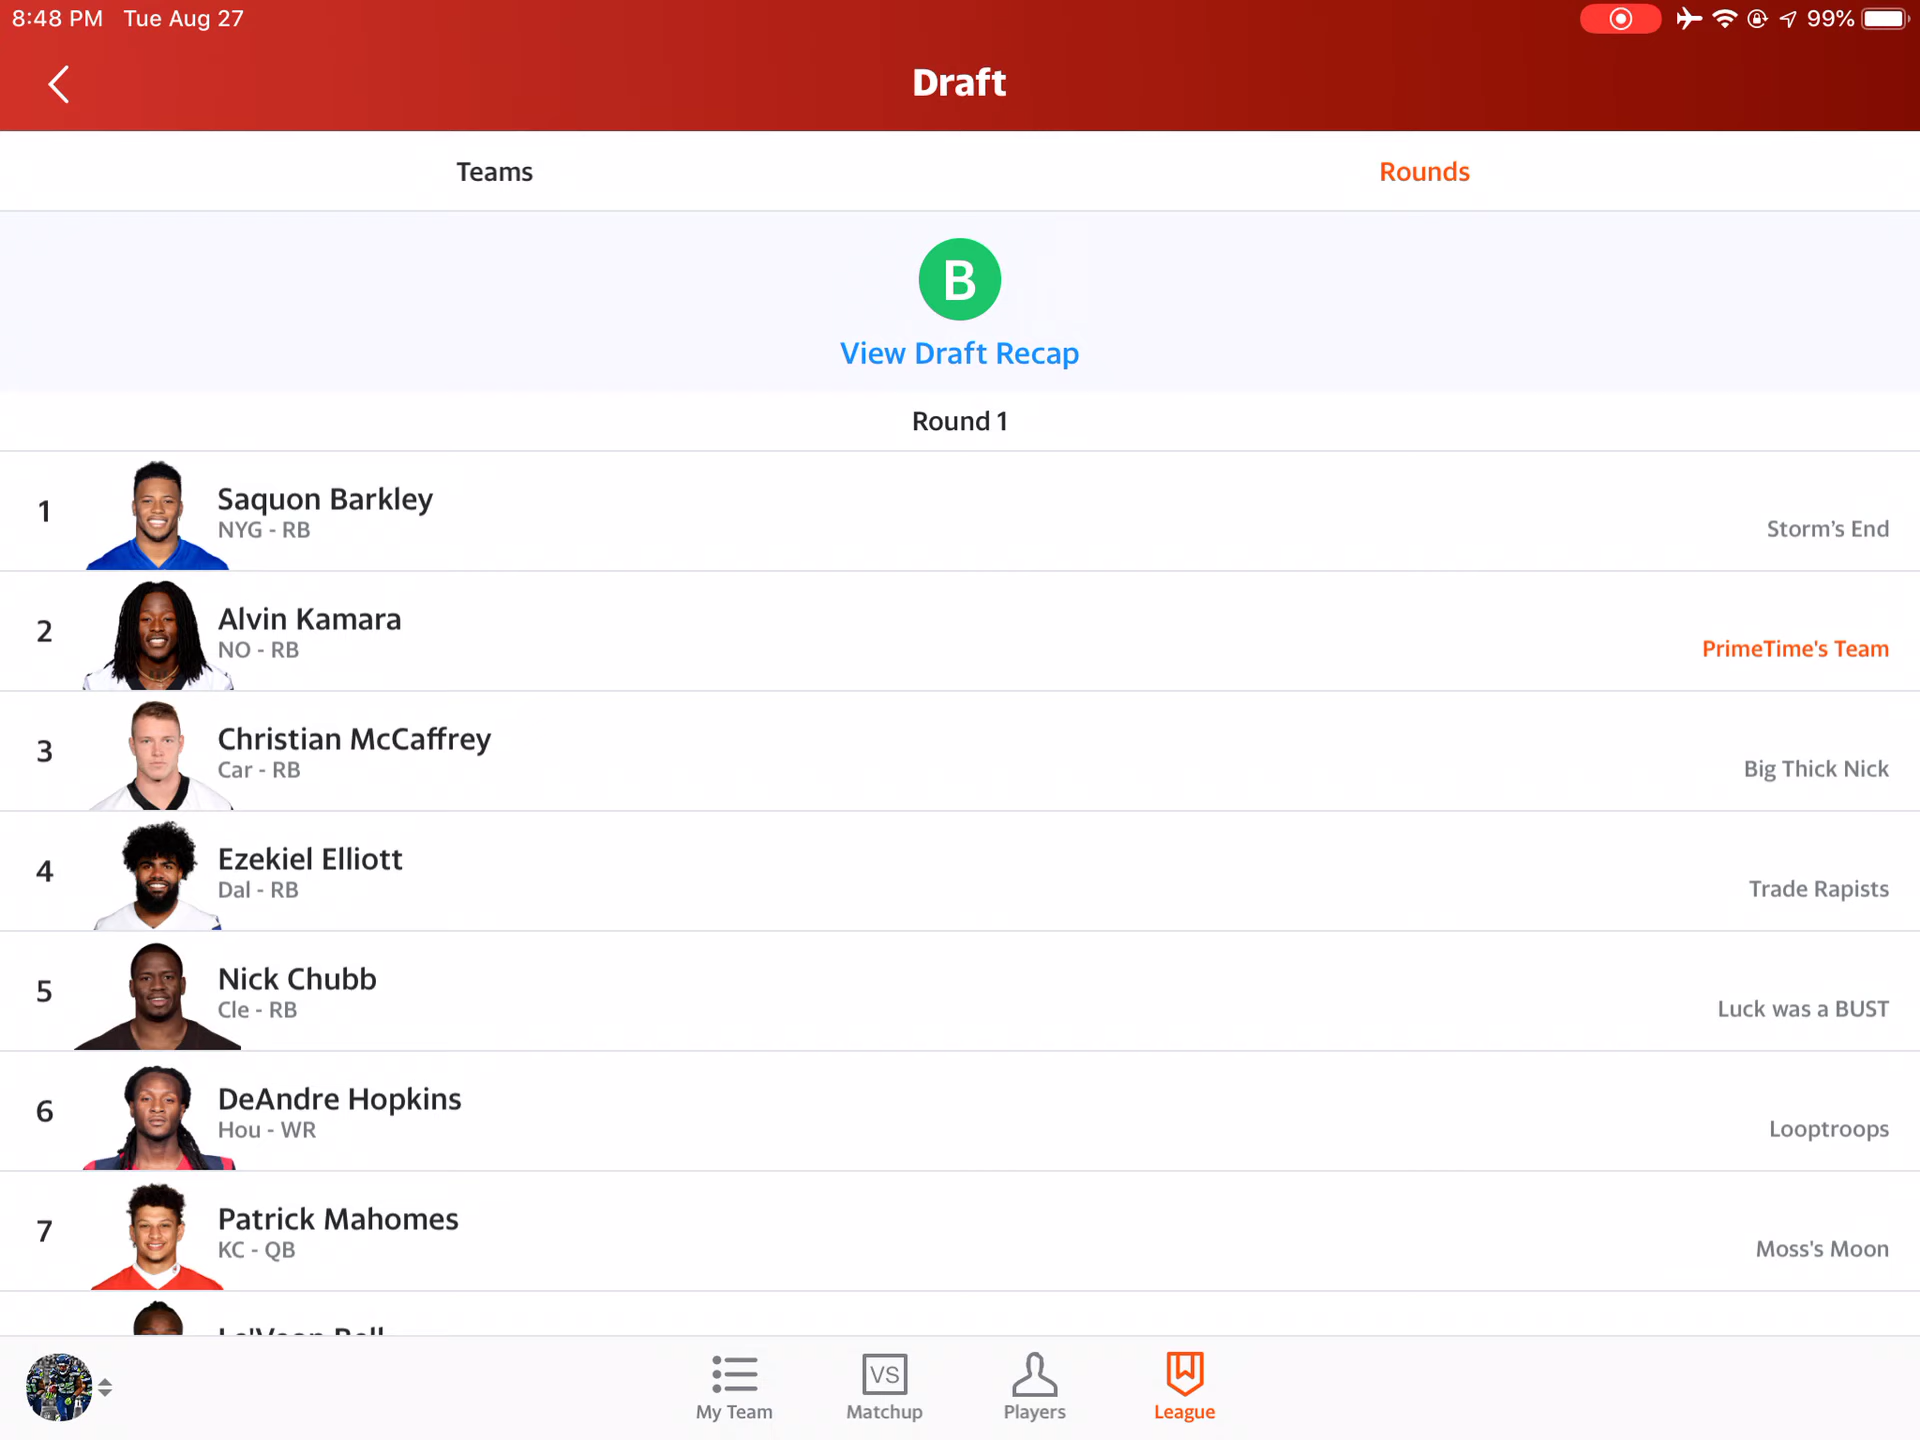 8:48 PM Tue Aug 27
99%
Draft
Teams
Rounds
B
View Draft Recap
Round 1
1
Saquon Barkley
NYG - RB
Storm's End
2
Alvin Kamara
NO - RB
PrimeTime's Team
3
Christian McCaffrey
Car - RB
Big Thick Nick
4
Ezekiel Elliott
Dal - RB
Trade Rapists
5
Nick Chubb
Cle - RB
Luck was a BUST
6
DeAndre Hopkins
Hou - WR
Looptroops
7
Patrick Mahomes
KC - QB
Moss's Moon
Le'Veon Bell
VS
My Team
Matchup
Players
League